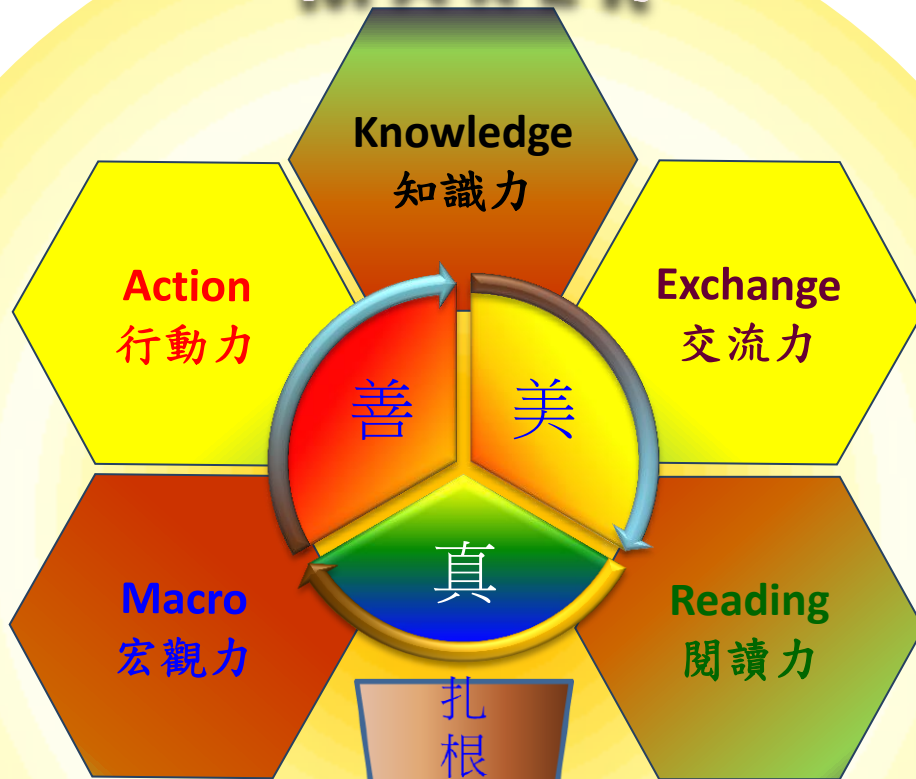 Knowledge
知識力
Action
行動力
Exchange
交流力
善
美
真
Macro
宏觀力
Reading
閱讀力
扎
根